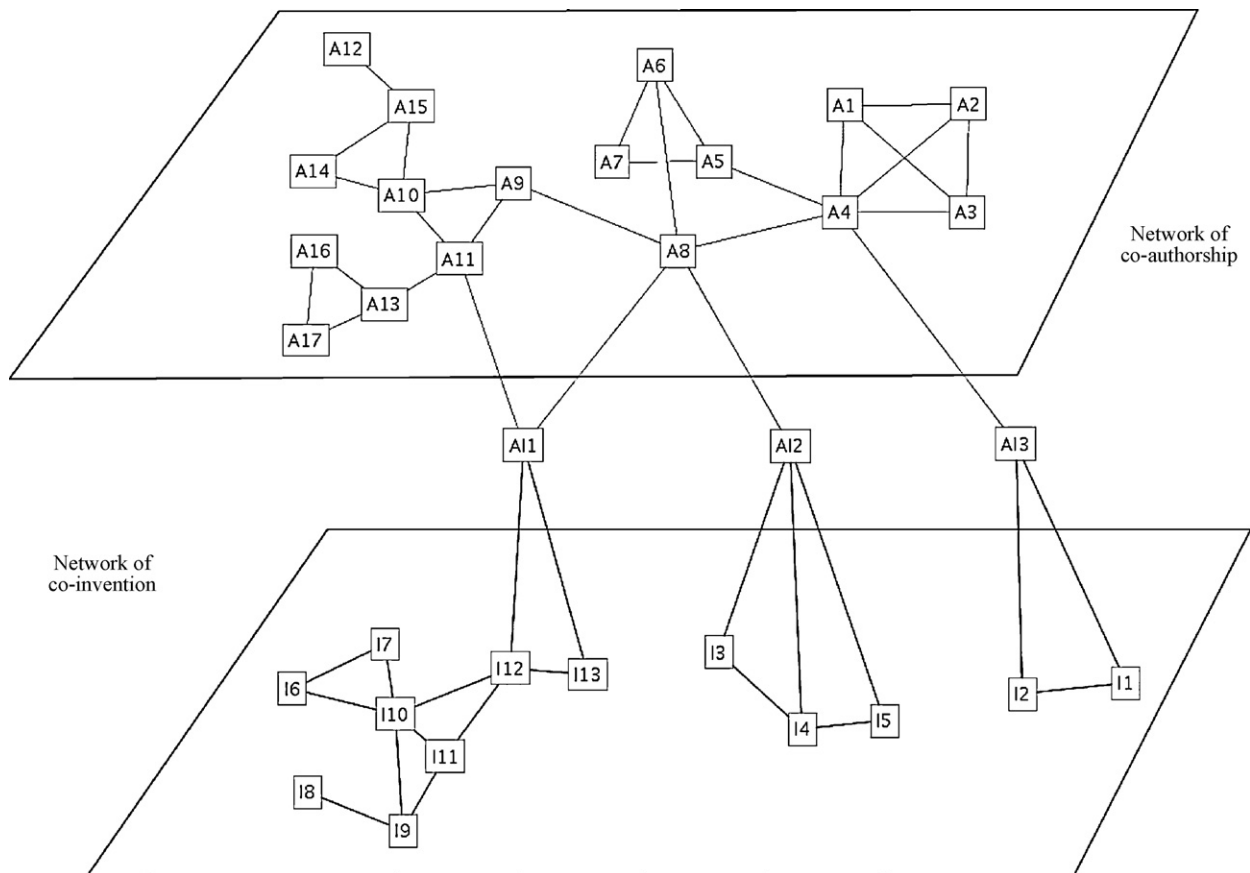 A12
A6
A15
A1
A2
A14
A7
A5
A10
A9
A4
A3
A16
A11
A8
Network of
co-authorship
A13
A17
AI1
AI2
AI3
Network of
co-invention
I7
I3
I12
I13
I6
I2
I1
I10
I4
I5
I11
I8
I9